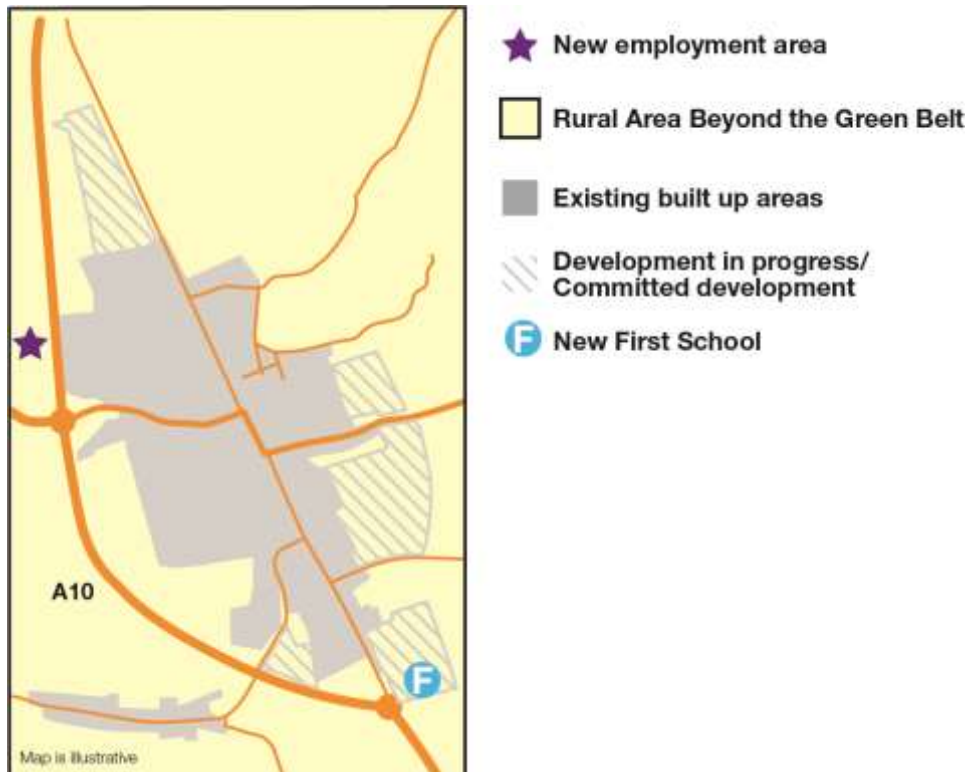 New employment area
Rural Area Beyond the Green Belt
Existing built up areas
Development in progress/
Committed development
F New First School
A10
F
Map is illustrative